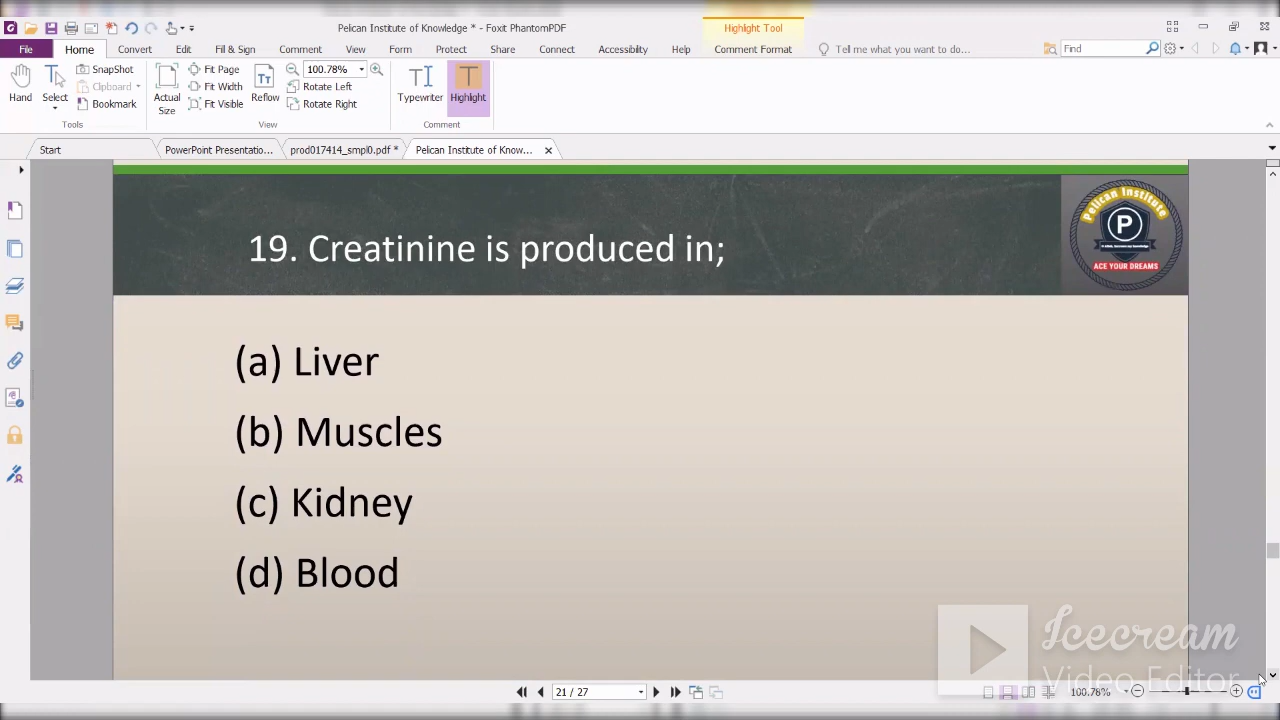 Pelican Institute of Knowledge * - Foxit PhantomPDF
Highlight Tool
File Home Convert Edit Fill & Sign Comment View Form Protect Share Connect Accessibility Help Comment Format Tell me what you want to do... Find
Hand
Select
SnapShot
Clipboard
Bookmark
Tools
Actual
Size
Fit Page
Fit Width
Fit Visible
Reflow
100.78%
Rotate Left
Rotate Right
View
Typewriter
Highlight
Comment
Start PowerPoint Presentatio... prod017414_smpl0.pdf * Pelican Institute of Know...
19. Creatinine is produced in;
Pelican Institute
P
ACE YOUR DREAMS
(a) Liver
(b) Muscles
(c) Kidney
(d) Blood
Icecream
Video Editor
21 / 27
100.78%